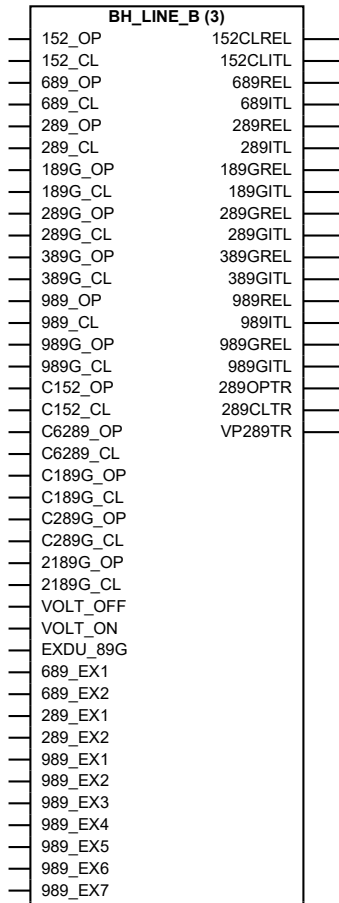 BH_LINE_B (3)
152_OP 152CLREL
152_CL 152CLITL
689_OP 689REL
689_CL 689ITL
289_OP 289REL
289_CL 289ITL
189G_OP 189GREL
189G_CL 189GITL
289G_OP 289GREL
289G_CL 289GITL
389G_OP 389GREL
389G_CL 389GITL
989_OP 989REL
989_CL 989ITL
989G_OP 989GREL
989G_CL 989GITL
C152_OP 289OPTR
C152_CL 289CLTR
C6289_OP VP289TR
C6289_CL
C189G_OP
C189G_CL
C289G_OP
C289G_CL
2189G_OP
2189G_CL
VOLT_OFF
VOLT_ON
EXDU_89G
689_EX1
689_EX2
289_EX1
289_EX2
989_EX1
989_EX2
989_EX3
989_EX4
989_EX5
989_EX6
989_EX7